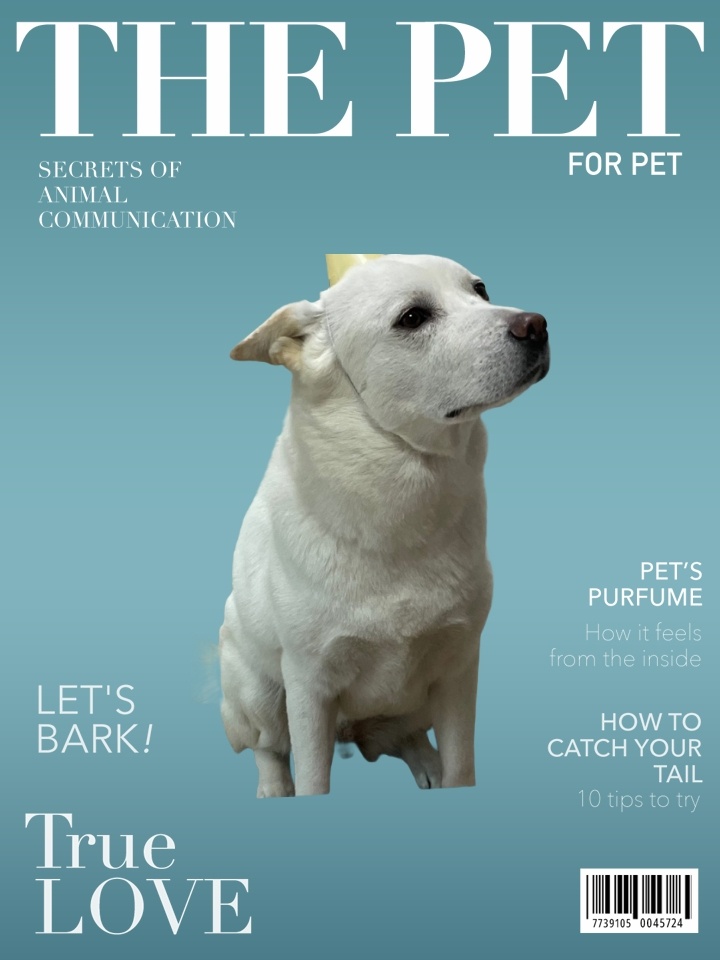 THE PET
FOR PET
SECRETS OF
ANIMAL
COMMUNICATION
PET’S
PURFUME
How it feels
from the inside
LET'S
BARK!
HOW TO
CATCH YOUR
TAIL
10 tips to try
True
LOVE
7739105 0045724